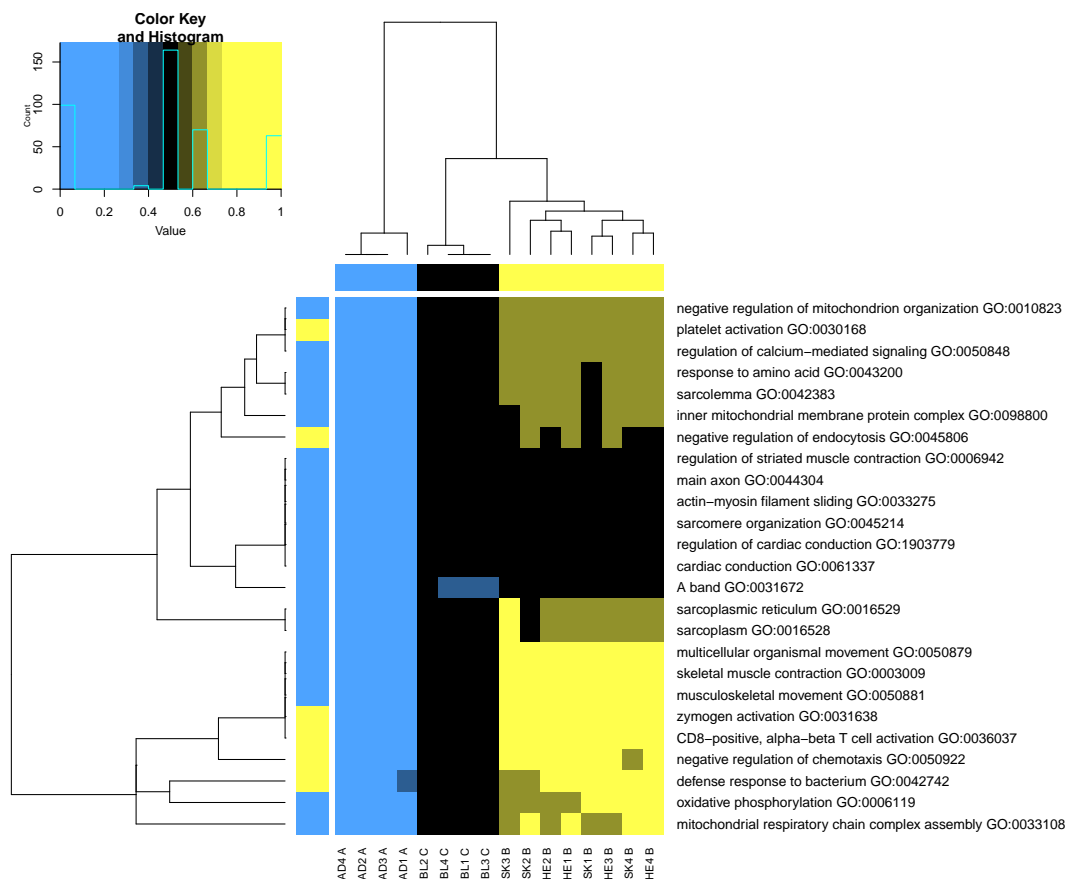 Color Key
and Histogram
Count
0 50 100 150
0 0.2 0.4 0.6 0.8 1
Value
negative regulation of mitochondrion organization GO:0010823
platelet activation GO:0030168
regulation of calcium−mediated signaling GO:0050848
response to amino acid GO:0043200
sarcolemma GO:0042383
inner mitochondrial membrane protein complex GO:0098800
negative regulation of endocytosis GO:0045806
regulation of striated muscle contraction GO:0006942
main axon GO:0044304
actin−myosin filament sliding GO:0033275
sarcomere organization GO:0045214
regulation of cardiac conduction GO:1903779
cardiac conduction GO:0061337
A band GO:0031672
sarcoplasmic reticulum GO:0016529
sarcoplasm GO:0016528
multicellular organismal movement GO:0050879
skeletal muscle contraction GO:0003009
musculoskeletal movement GO:0050881
zymogen activation GO:0031638
CD8−positive, alpha−beta T cell activation GO:0036037
negative regulation of chemotaxis GO:0050922
defense response to bacterium GO:0042742
oxidative phosphorylation GO:0006119
mitochondrial respiratory chain complex assembly GO:0033108
AD4 A
AD2 A
AD3 A
AD1 A
BL2 C
BL4 C
BL1 C
BL3 C
SK3 B
SK2 B
HE2 B
HE1 B
SK1 B
HE3 B
SK4 B
HE4 B